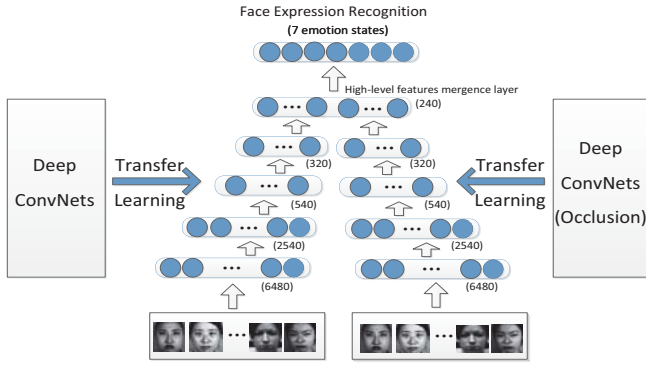 Face Expression Recognition
(7 emotion states)
High-level features mergence layer
(240)
(320)
(320)
Deep
ConvNets
Transfer
Learning
(540)
(540)
Transfer
Learning
Deep
ConvNets
(Occlusion)
(2540)
(2540)
(6480)
(6480)